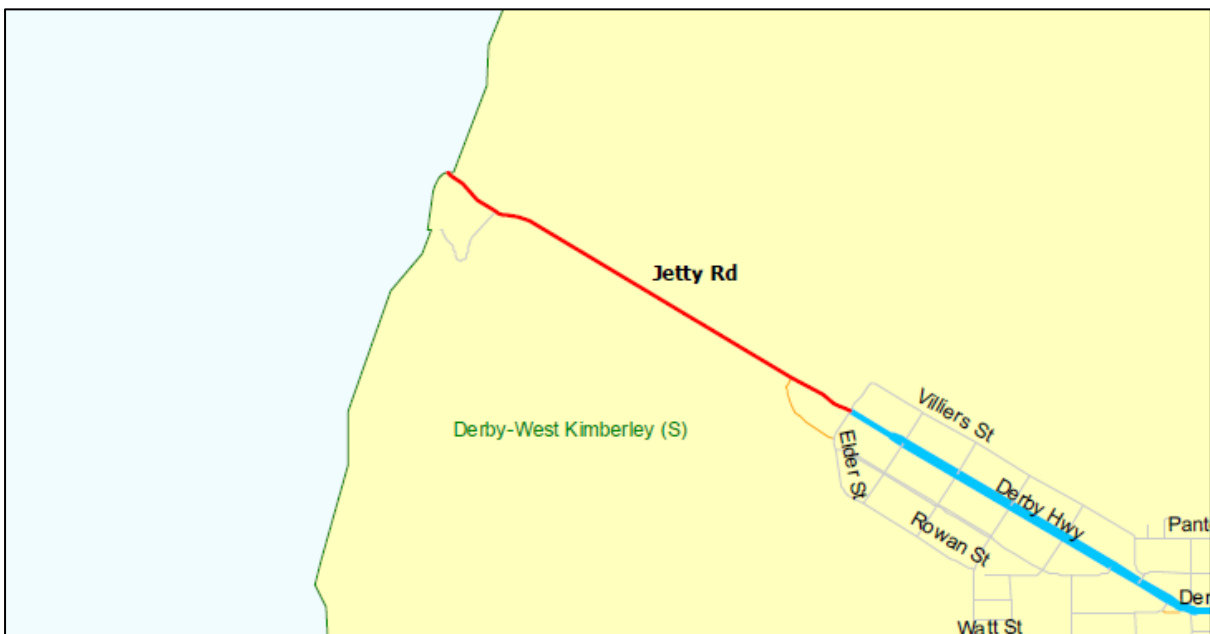 Jetty Rd
Villiers St
Derby-West Kimberley (S)
Elder St
Derby Hwy
Rowan St
Pant
Der
Watt St